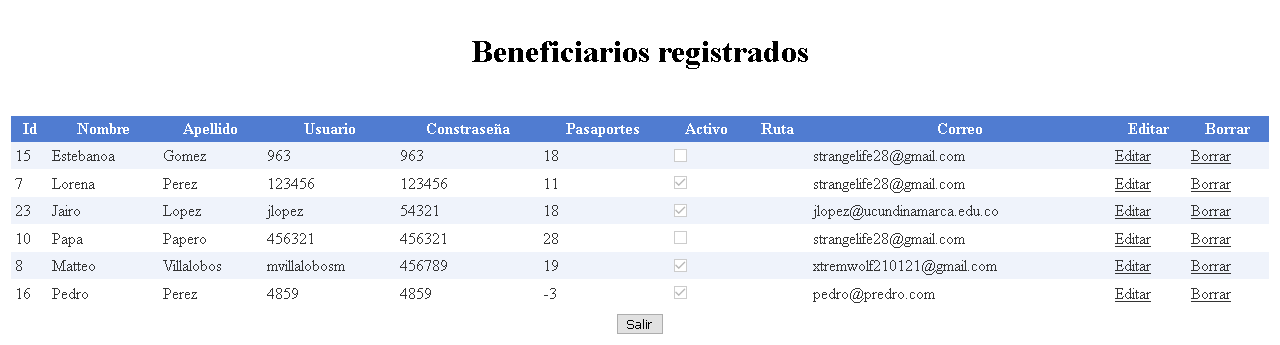 Beneficiarios registrados
Id Nombre Apellido Usuario Constraseña Pasaportes Activo Ruta Correo Editar Borrar
15 Estebanoa Gomez 963 963 18 strangelife28@gmail.com Editar Borrar
7 Lorena Perez 123456 123456 11 strangelife28@gmail.com Editar Borrar
23 Jairo Lopez jlopez 54321 18 jlopez@ucundinamarca.edu.co Editar Borrar
10 Papa Papero 456321 456321 28 strangelife28@gmail.com Editar Borrar
8 Matteo Villalobos mvillalobosm 456789 19 xtremwolf210121@gmail.com Editar Borrar
16 Pedro Perez 4859 4859 -3 pedro@predro.com Editar Borrar
Salir